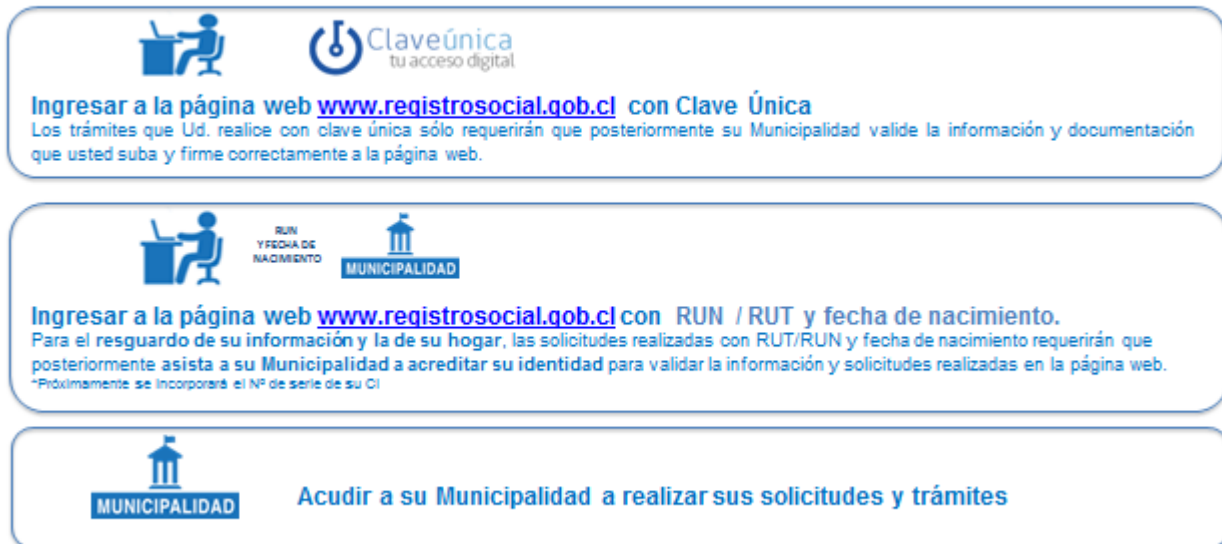 Claveúnica
tu acceso digital
Ingresar a la página web www.registrosocial.gob.cl con Clave Única
Los trámites que Ud. realice con clave única sólo requerirán que posteriormente su Municipalidad valide la información y documentación
que usted suba y firme correctamente a la página web.
RUN
Y FECHA DE
NACIMIENTO
MUNICIPALIDAD
Ingresar a la página web www.registrosocial.gob.cl con RUN / RUT y fecha de nacimiento.
Para el resguardo de su información y la de su hogar, las solicitudes realizadas con RUT/RUN y fecha de nacimiento requerirán que
posteriormente asista a su Municipalidad a acreditar su identidad para validar la información y solicitudes realizadas en la página web.
*Próximamente se incorporará el Nº de serie de su CI
MUNICIPALIDAD
Acudir a su Municipalidad a realizar sus solicitudes y trámites